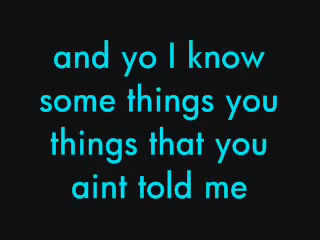 and yo I know
some things you
things that you
aint told me